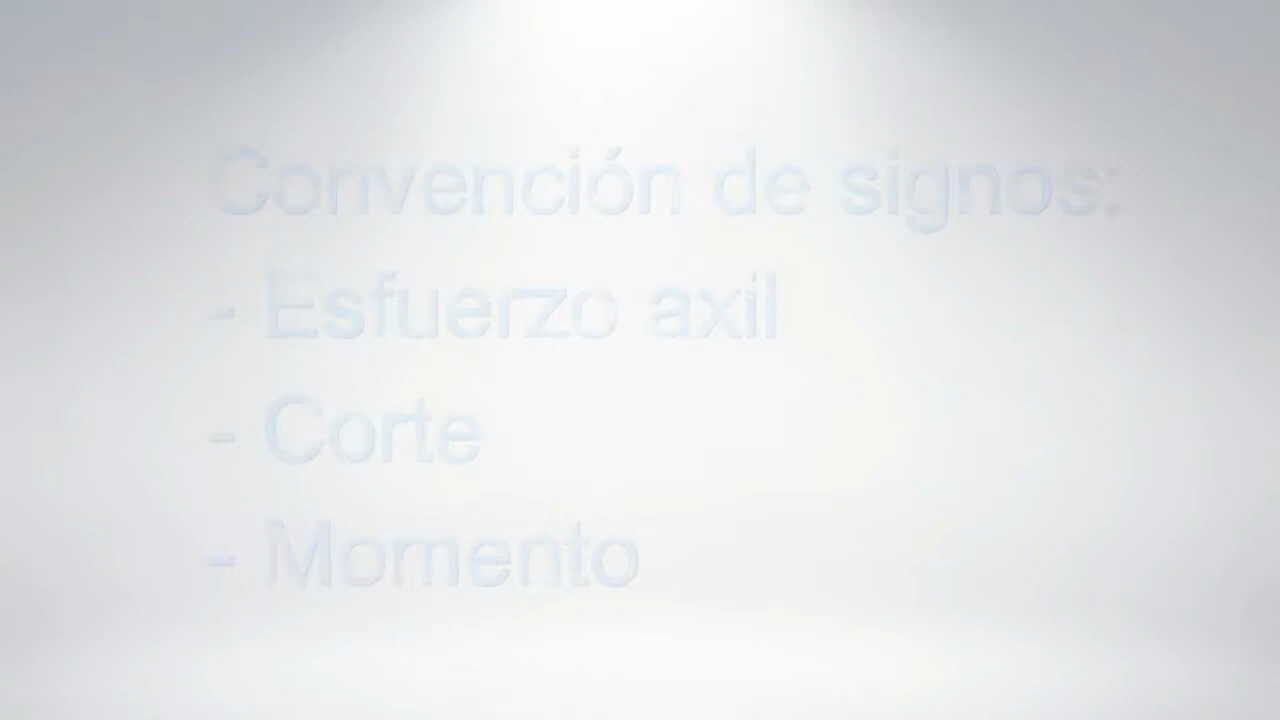 Convención de signos:
- Esfuerzo axil
- Corte
- Momento